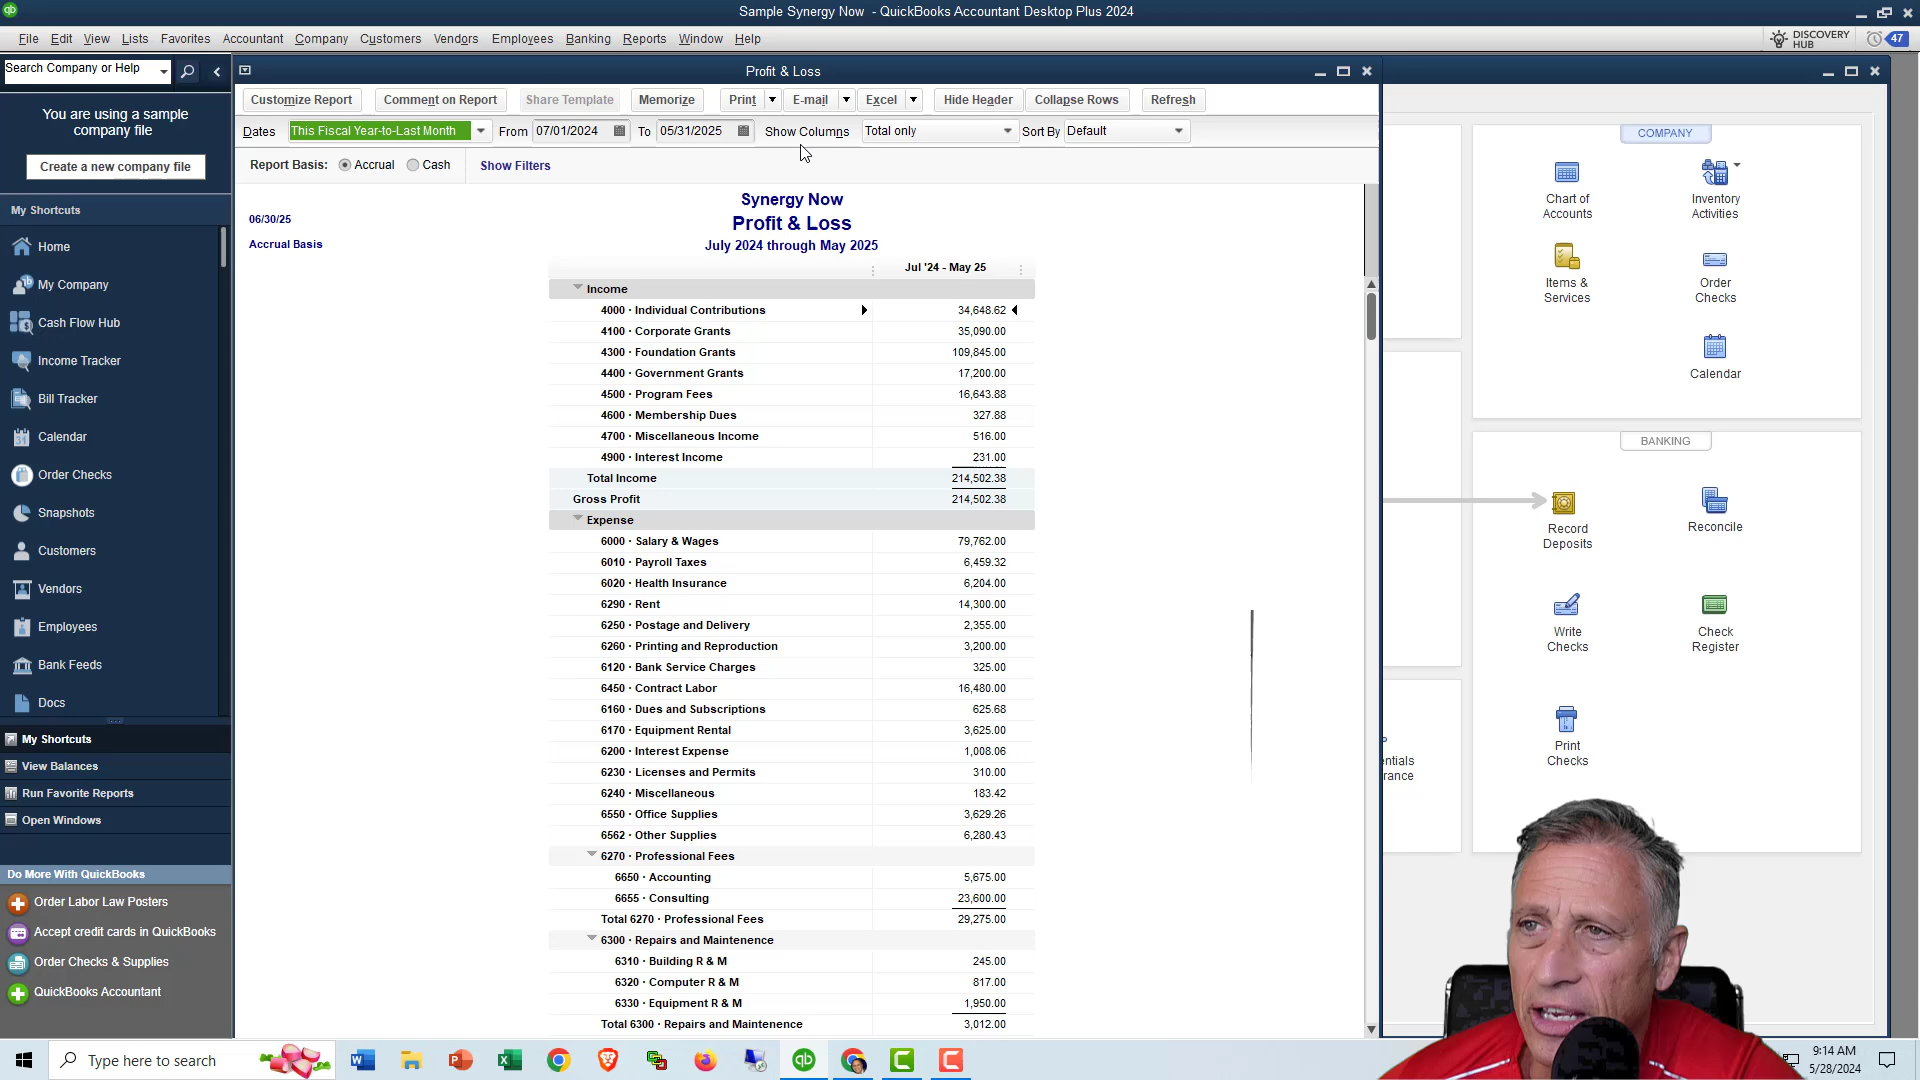 Sample Synergy Now - QuickBooks Accountant Desktop Plus 2024
File Edit View Lists Favorites Accountant Company Customers Vendors Employees Banking Reports Window Help
DISCOVERY HUB 47
Search Company or Help
You are using a sample
company file
Create a new company file
My Shortcuts
Home
My Company
Cash Flow Hub
Income Tracker
Bill Tracker
Calendar
Order Checks
Snapshots
Customers
Vendors
Employees
Bank Feeds
Docs
My Shortcuts
View Balances
Run Favorite Reports
Open Windows
Do More With QuickBooks
Order Labor Law Posters
Accept credit cards in QuickBooks
Order Checks & Supplies
QuickBooks Accountant
Profit & Loss
Customize Report Comment on Report Share Template Memorize Print E-mail Excel Hide Header Collapse Rows Refresh
Dates This Fiscal Year-to-Last Month From 07/01/2024 To 05/31/2025 Show Columns Total only Sort By Default
Report Basis: Accrual Cash Show Filters
Synergy Now
06/30/25 Profit & Loss
Accrual Basis July 2024 through May 2025
Jul '24 - May 25
Income
4000 · Individual Contributions 34,648.62
4100 · Corporate Grants 35,090.00
4300 · Foundation Grants 109,845.00
4400 · Government Grants 17,200.00
4500 · Program Fees 16,643.88
4600 · Membership Dues 327.88
4700 · Miscellaneous Income 516.00
4900 · Interest Income 231.00
Total Income 214,502.38
Gross Profit 214,502.38
Expense
6000 · Salary & Wages 79,762.00
6010 · Payroll Taxes 6,459.32
6020 · Health Insurance 6,204.00
6290 · Rent 14,300.00
6250 · Postage and Delivery 2,355.00
6260 · Printing and Reproduction 3,200.00
6120 · Bank Service Charges 325.00
6450 · Contract Labor 16,480.00
6160 · Dues and Subscriptions 625.68
6170 · Equipment Rental 3,625.00
6200 · Interest Expense 1,008.06
6230 · Licenses and Permits 310.00
6240 · Miscellaneous 183.42
6550 · Office Supplies 3,629.26
6562 · Other Supplies 6,280.43
6270 · Professional Fees
6650 · Accounting 5,675.00
6655 · Consulting 23,600.00
Total 6270 · Professional Fees 29,275.00
6300 · Repairs and Maintenence
6310 · Building R & M 245.00
6320 · Computer R & M 817.00
6330 · Equipment R & M 1,950.00
Total 6300 · Repairs and Maintenence 3,012.00
COMPANY
Chart of
Accounts
Inventory
Activities
Items &
Services
Order
Checks
Calendar
BANKING
Record
Deposits
Reconcile
Write
Checks
Check
Register
Print
Checks
entials
rance
Type here to search
9:14 AM
5/28/2024